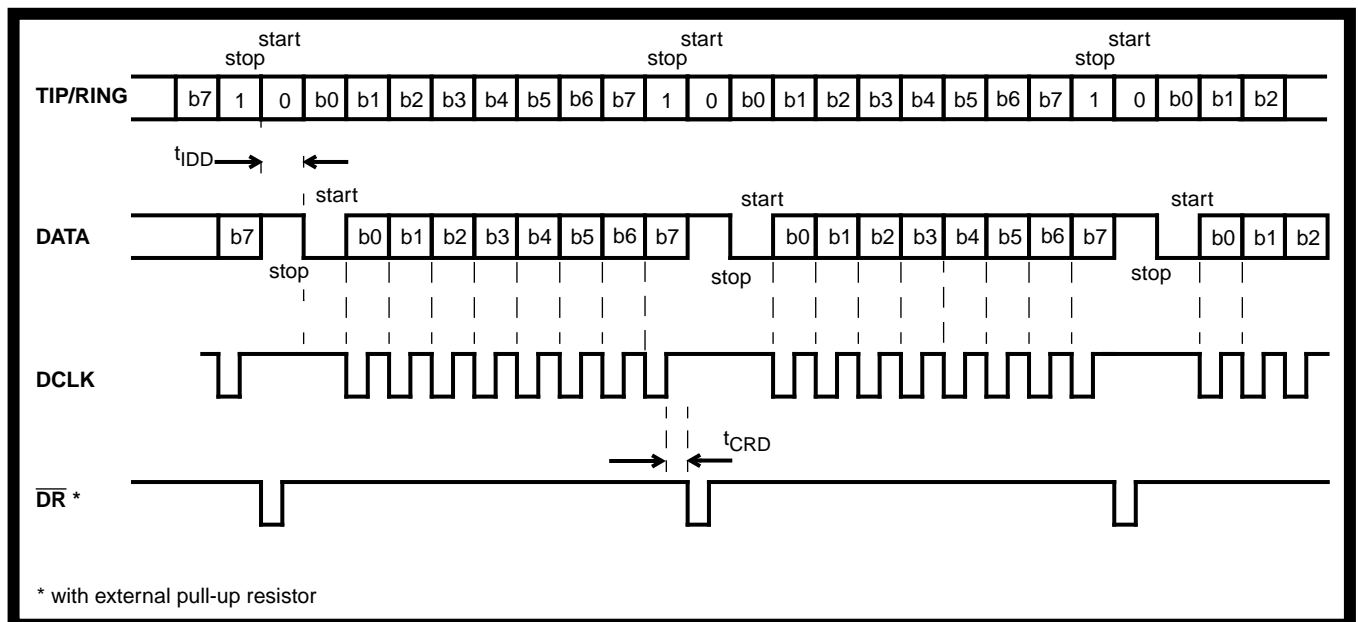 start start start
stop stop stop
TIP/RING b7 1 0 b0 b1 b2 b3 b4 b5 b6 b7 1 0 b0 b1 b2 b3 b4 b5 b6 b7 1 0 b0 b1 b2
tIDD
start start start
DATA b7 b0 b1 b2 b3 b4 b5 b6 b7 b0 b1 b2 b3 b4 b5 b6 b7 b0 b1 b2
stop stop stop
DCLK
tCRD
DR *
* with external pull-up resistor